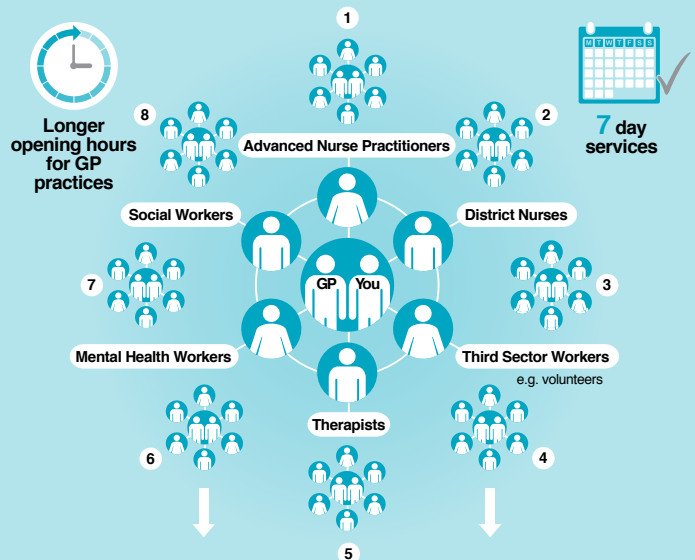 1
M T W T F S S
Longer
opening hours
for GP
practices
8
2
7 day
services
Advanced Nurse Practitioners
Social Workers
District Nurses
GP You
7
3
Mental Health Workers
Third Sector Workers
e.g. volunteers
Therapists
6
4
5